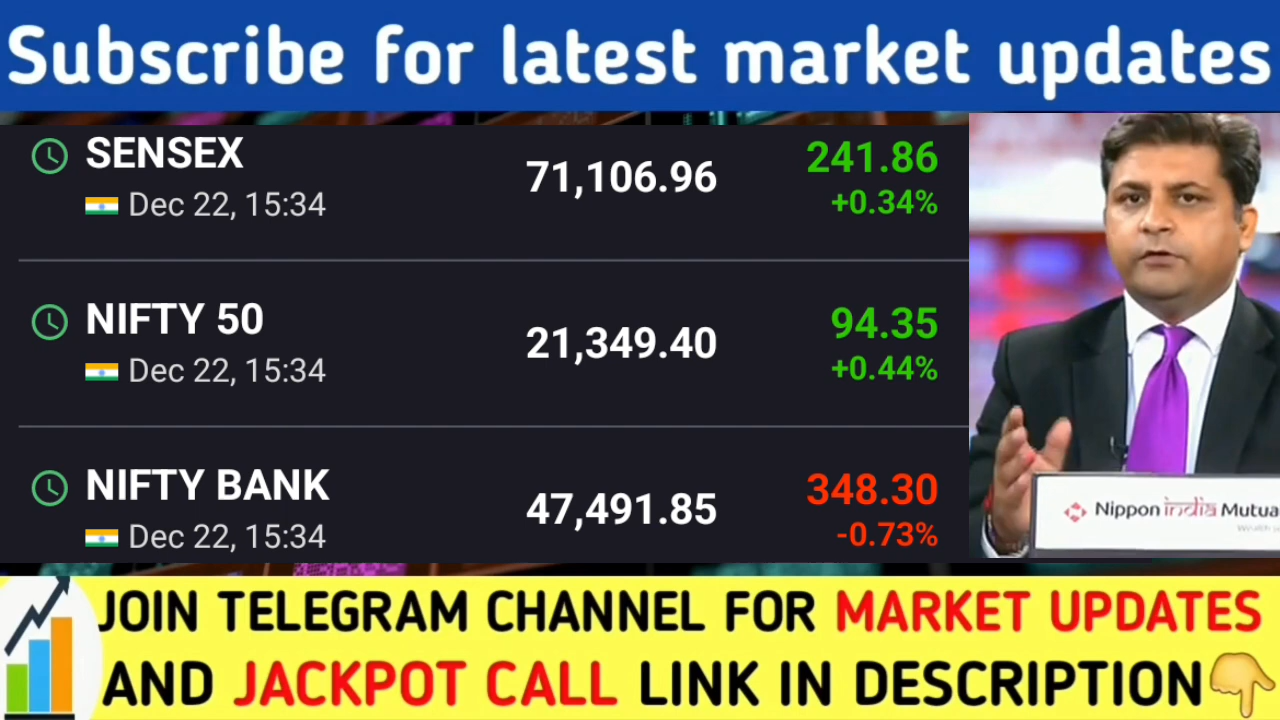 Subscribe for latest market updates
SENSEX
Dec 22, 15:34
71,106.96
241.86
+0.34%
NIFTY 50
Dec 22, 15:34
21,349.40
94.35
+0.44%
NIFTY BANK
Dec 22, 15:34
47,491.85
348.30
-0.73%
Nippon india Mutua
JOIN TELEGRAM CHANNEL FOR MARKET UPDATES
AND JACKPOT CALL LINK IN DESCRIPTION👇